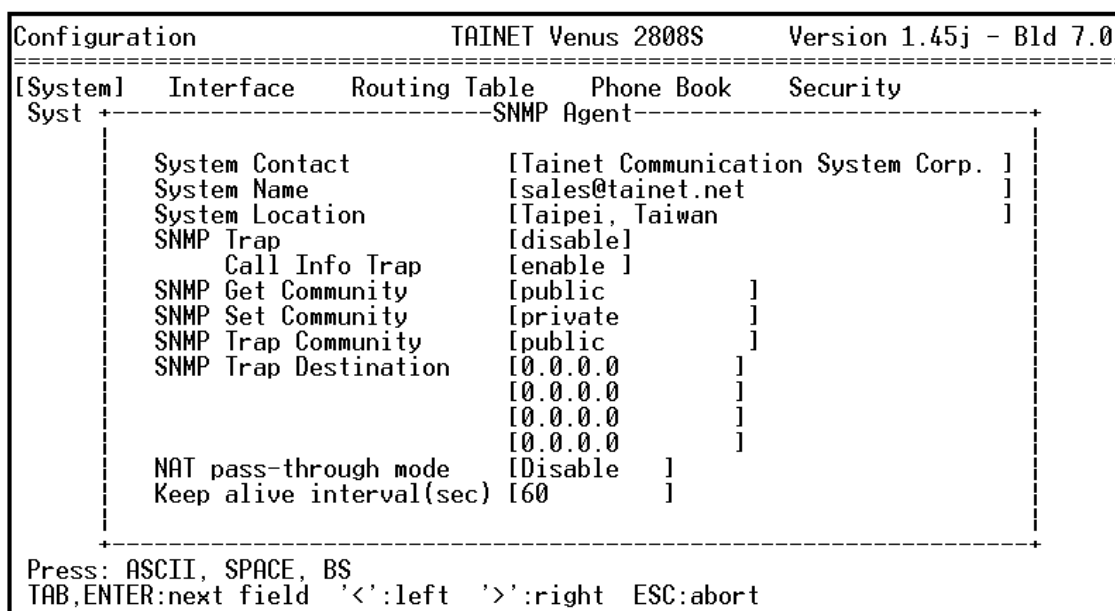 Configuration                  TAINET Venus 2808S      Version 1.45j - Bld 7.0
==============================================================================
[System]   Interface    Routing Table    Phone Book    Security
 Syst +---------------------------SNMP Agent----------------------------+
System Contact           [Tainet Communication System Corp. ]
System Name              [sales@tainet.net                  ]
System Location          [Taipei, Taiwan                    ]
SNMP Trap                [disable]
     Call Info Trap      [enable ]
SNMP Get Community       [public          ]
SNMP Set Community       [private         ]
SNMP Trap Community      [public          ]
SNMP Trap Destination    [0.0.0.0        ]
                         [0.0.0.0        ]
                         [0.0.0.0        ]
                         [0.0.0.0        ]
NAT pass-through mode    [Disable   ]
Keep alive interval(sec) [60        ]
Press: ASCII, SPACE, BS
TAB,ENTER:next field  '<':left  '>':right  ESC:abort